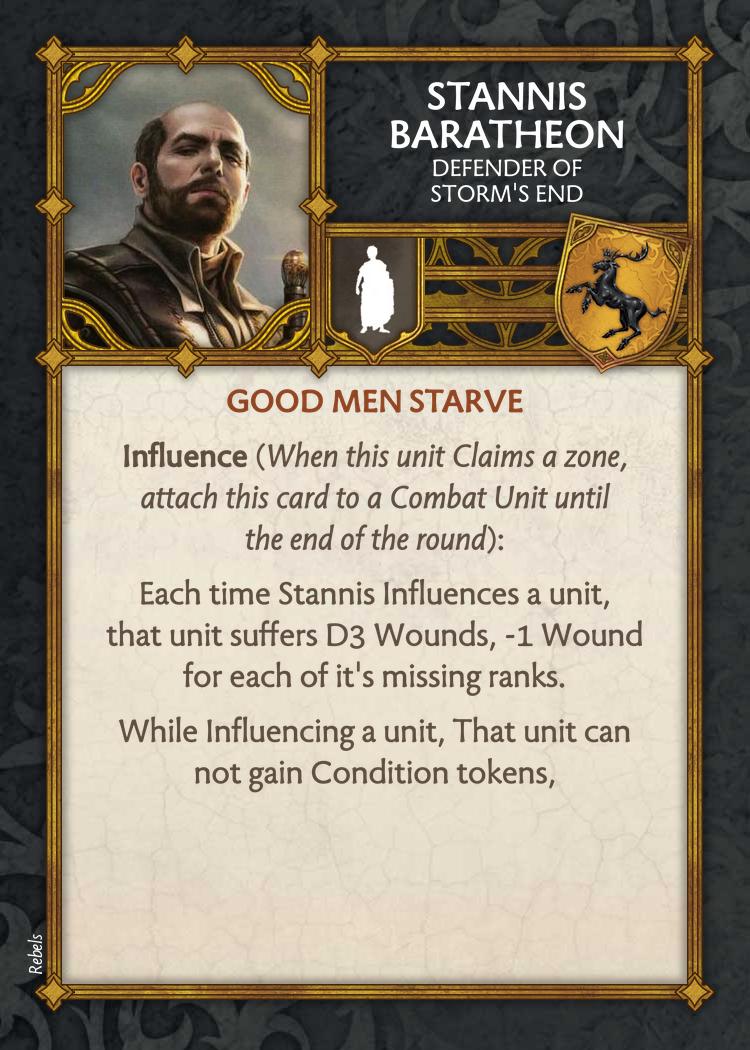 STANNIS
BARATHEON
DEFENDER OF
STORM'S END
GOOD MEN STARVE
Influence (When this unit Claims a zone,
attach this card to a Combat Unit until
the end of the round):
Each time Stannis Influences a unit,
that unit suffers D3 Wounds, -1 Wound
for each of it's missing ranks.
While Influencing a unit, That unit can
not gain Condition tokens,
Rebels